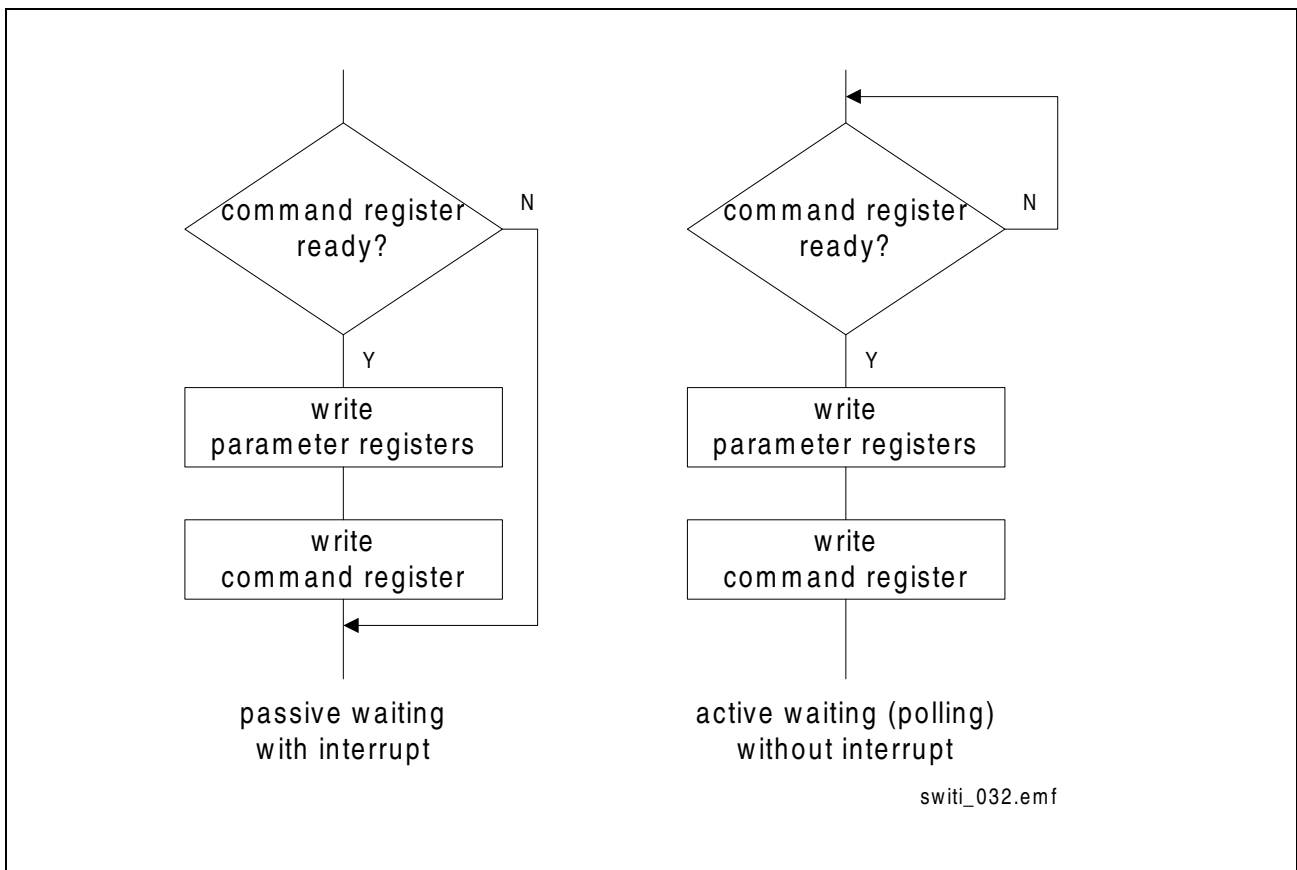 command register
ready?
N
Y
write
parameter registers
write
command register
passive waiting
with interrupt
command register
ready?
N
Y
write
parameter registers
write
command register
active waiting (polling)
without interrupt
switi_032.emf